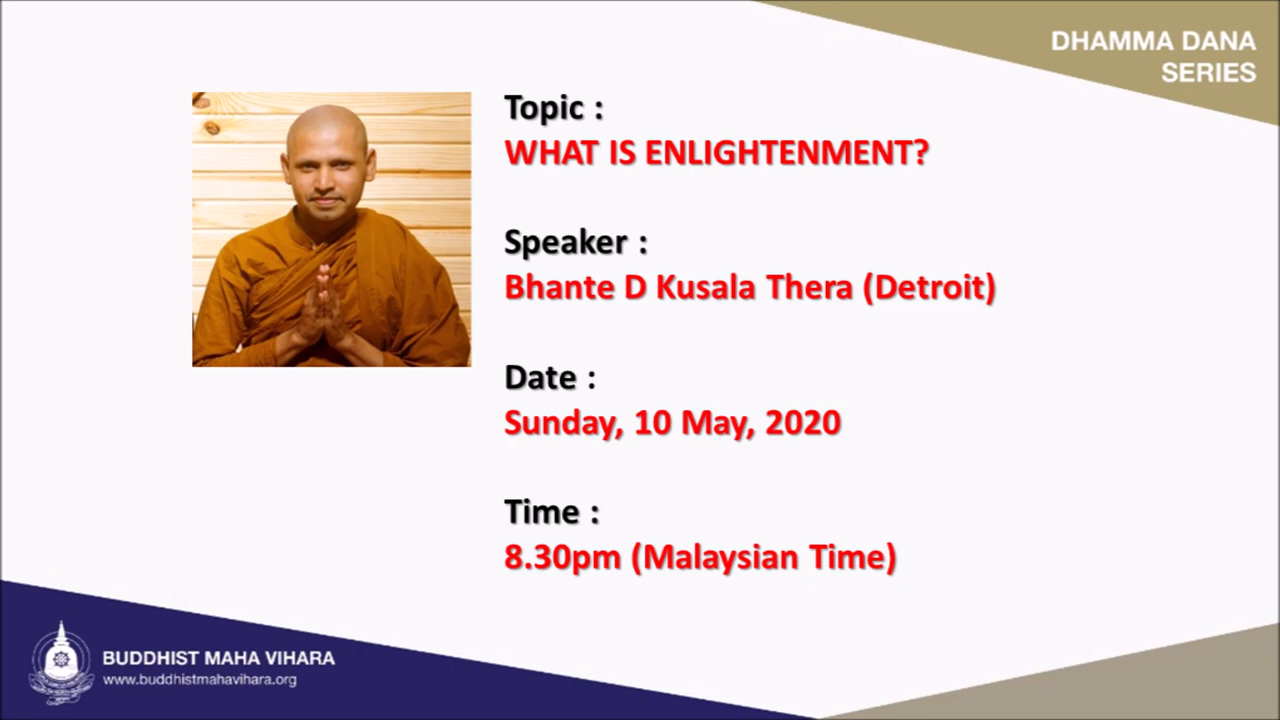 DHAMMA DANA
SERIES
Topic :
WHAT IS ENLIGHTENMENT?
Speaker :
Bhante D Kusala Thera (Detroit)
Date :
Sunday, 10 May, 2020
Time :
8.30pm (Malaysian Time)
BUDDHIST MAHA VIHARA
www.buddhistmahavihara.org